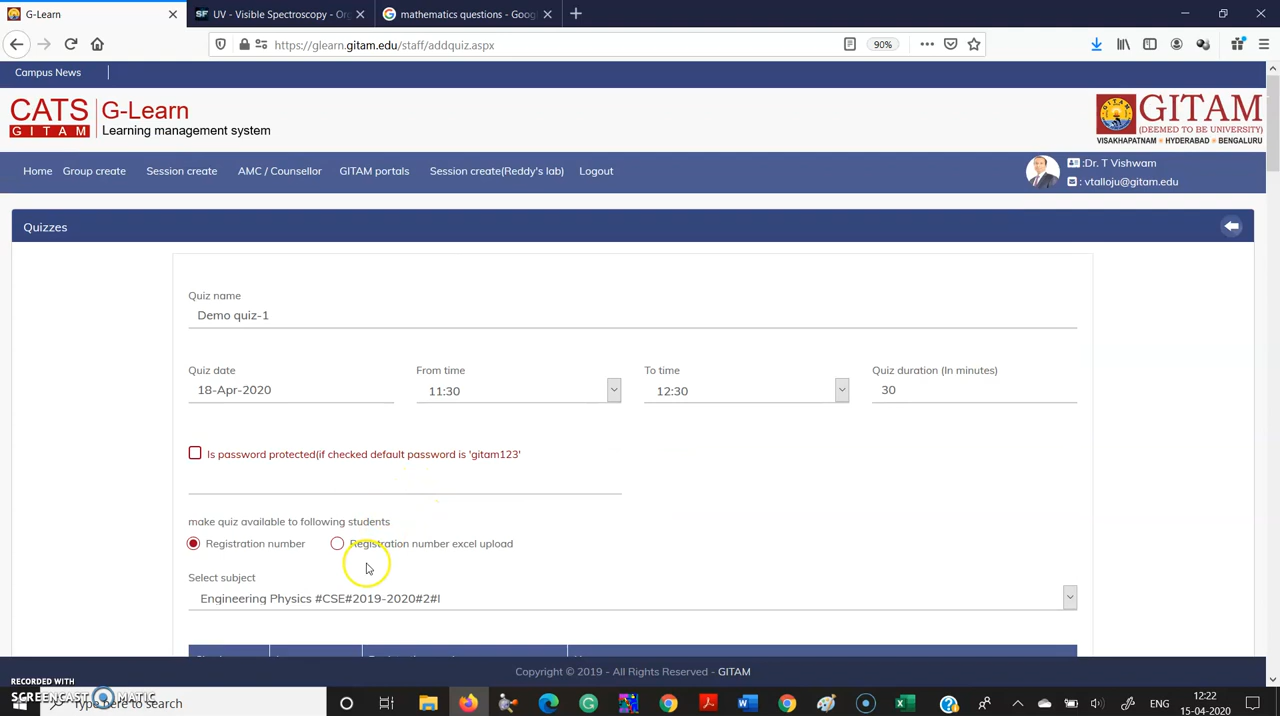 G-Learn
UV - Visible Spectroscopy - Org
mathematics questions - Goog
https://glearn.gitam.edu/staff/addquiz.aspx
90%
Campus News
CATS
GITAM
G-Learn
Learning management system
GITAM
(DEEMED TO BE UNIVERSITY)
VISAKHAPATNAM * HYDERABAD * BENGALURU
Home Group create Session create AMC / Counsellor GITAM portals Session create(Reddy's lab) Logout
:Dr. T Vishwam
: vtalloju@gitam.edu
Quizzes
Quiz name
Demo quiz-1
Quiz date From time To time Quiz duration (In minutes)
18-Apr-2020 11:30 12:30 30
Is password protected(if checked default password is 'gitam123'
make quiz available to following students
Registration number Registration number excel upload
Select subject
Engineering Physics #CSE#2019-2020#2#I
Copyright © 2019 - All Rights Reserved - GITAM
RECORDED WITH
SCREENCAST MATIC
Type here to search
ENG
12:22
15-04-2020